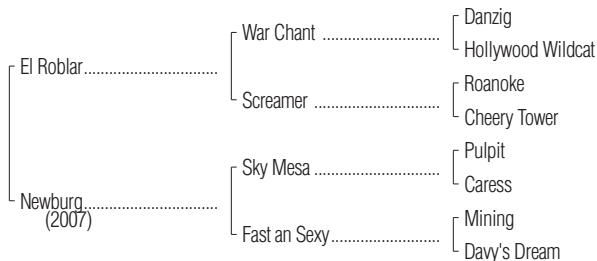 Danzig
War Chant
Hollywood Wildcat
El Roblar
Roanoke
Screamer
Cheery Tower
Pulpit
Sky Mesa
Caress
Newburg
(2007)
Mining
Fast an Sexy
Davy's Dream